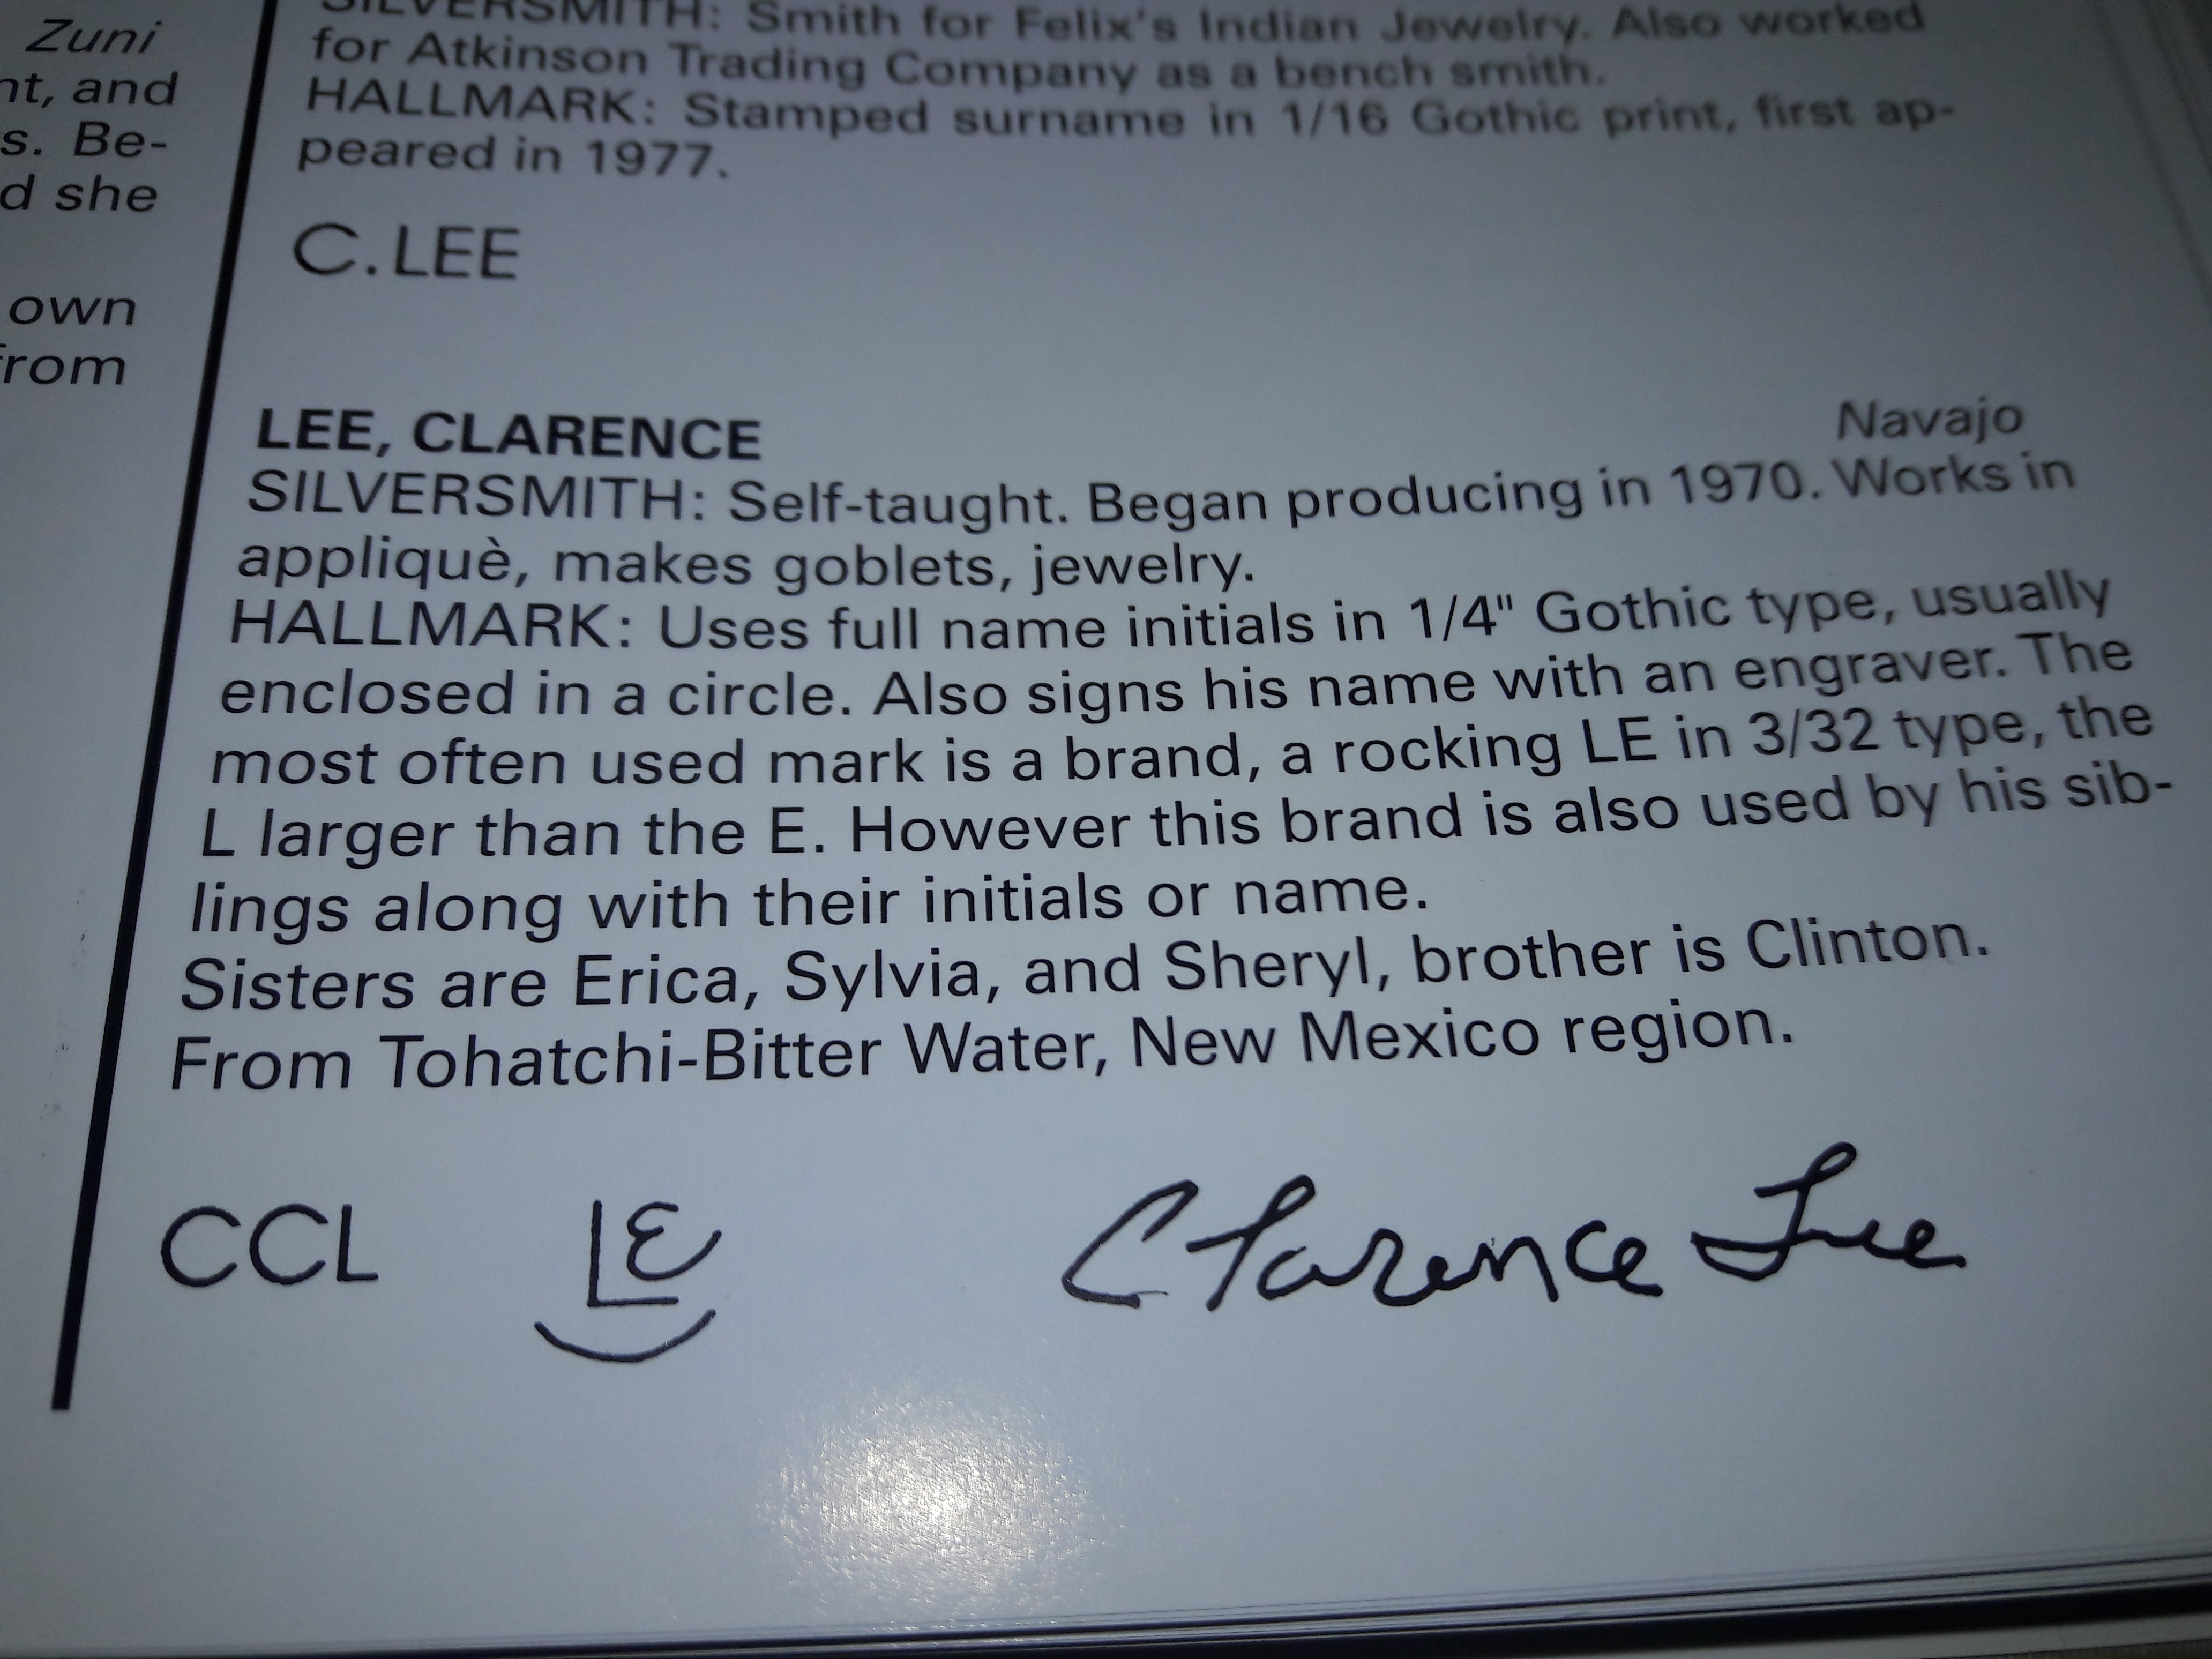 Zuni
nt, and
s. Be-
d she
own
from
SILVERSMITH: Smith for Felix's Indian Jewelry. Also worked
for Atkinson Trading Company as a bench smith.
HALLMARK: Stamped surname in 1/16 Gothic print, first ap-
peared in 1977.
C.LEE
LEE, CLARENCE Navajo
SILVERSMITH: Self-taught. Began producing in 1970. Works in
appliquè, makes goblets, jewelry.
HALLMARK: Uses full name initials in 1/4" Gothic type, usually
enclosed in a circle. Also signs his name with an engraver. The
most often used mark is a brand, a rocking LE in 3/32 type, the
L larger than the E. However this brand is also used by his sib-
lings along with their initials or name.
Sisters are Erica, Sylvia, and Sheryl, brother is Clinton.
From Tohatchi-Bitter Water, New Mexico region.
CCL LE Clarence Lee